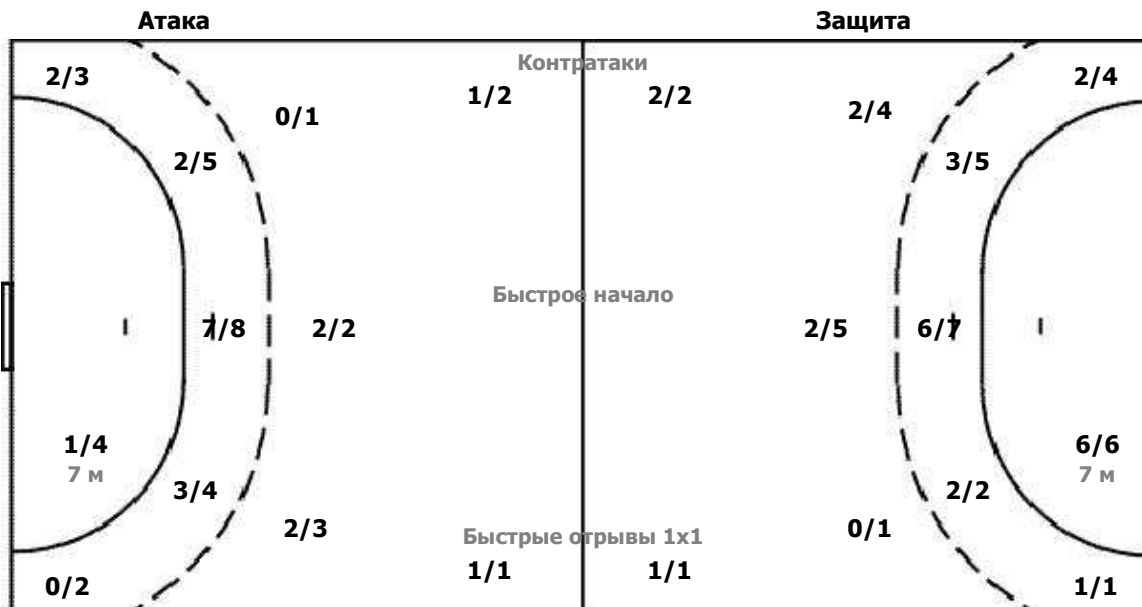 Атака Защита
Контратаки
2/3 1/2 2/2 2/4
0/1 2/4
2/5 3/5
Быстрое начало
7/8 2/2 2/5 6/7
1/4 6/6
7 м 7 м
3/4 2/2
2/3 Быстрые отрывы 1x1 0/1
1/1 1/1
0/2 1/1